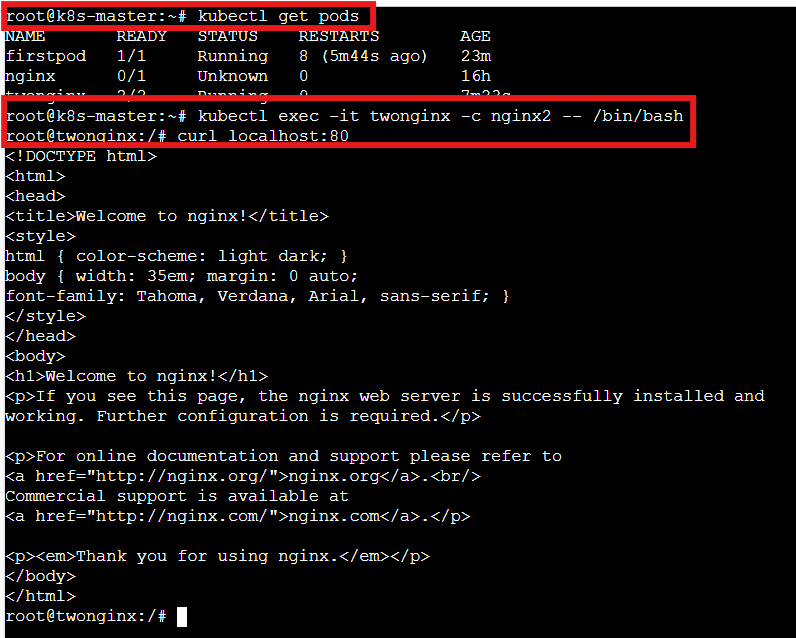 root@k8s-master:~# kubectl get pods
NAME READY STATUS RESTARTS AGE
firstpod 1/1 Running 8 (5m44s ago) 23m
nginx 0/1 Unknown 0 16h
twonginx 2/2 Running 0 7m23s
root@k8s-master:~# kubectl exec -it twonginx -c nginx2 -- /bin/bash
root@twonginx:/# curl localhost:80
<!DOCTYPE html>
<html>
<head>
<title>Welcome to nginx!</title>
<style>
html { color-scheme: light dark; }
body { width: 35em; margin: 0 auto;
font-family: Tahoma, Verdana, Arial, sans-serif; }
</style>
</head>
<body>
<h1>Welcome to nginx!</h1>
<p>If you see this page, the nginx web server is successfully installed and
working. Further configuration is required.</p>
<p>For online documentation and support please refer to
<a href="http://nginx.org/">nginx.org</a>.<br/>
Commercial support is available at
<a href="http://nginx.com/">nginx.com</a>.</p>
<p><em>Thank you for using nginx.</em></p>
</body>
</html>
root@twonginx:/#